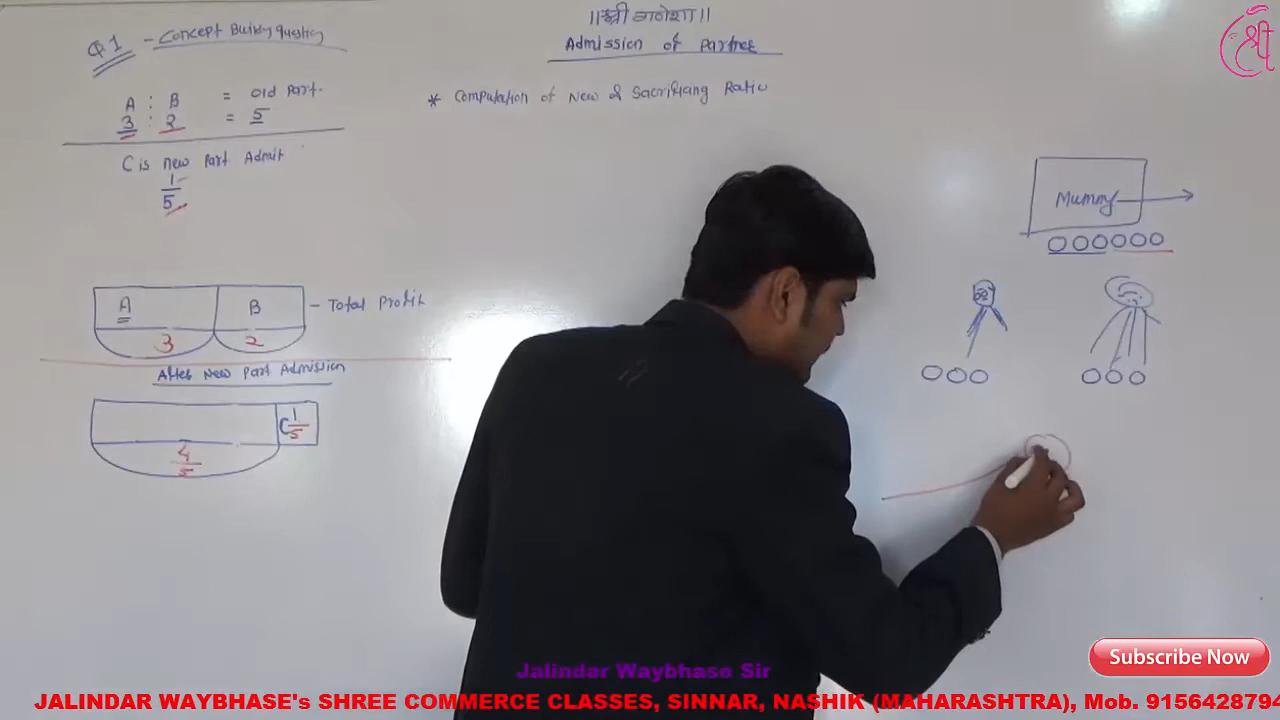 ॥श्री गणेशा॥
Admission of Partner
* Computation of New & Sacrificing Ratio
Q 1 - Concept Building Question
A : B = old Part.
3 : 2 = 5
C is new Part Admit
1
5
A B - Total Profit
3 2
After New Part Admission
C 1
5
4
5
Mummy
श्री
Subscribe Now
Jalindar Waybhase Sir
JALINDAR WAYBHASE's SHREE COMMERCE CLASSES, SINNAR, NASHIK (MAHARASHTRA), Mob. 9156428794